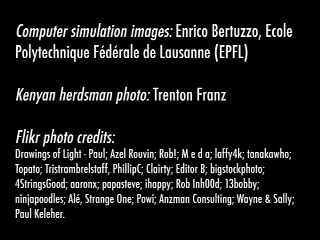 Computer simulation images: Enrico Bertuzzo, Ecole
Polytechnique Fédérale de Lausanne (EPFL)
Kenyan herdsman photo: Trenton Franz
Flikr photo credits:
Drawings of Light - Paul; Azel Rouvin; Rob!; M e d a; laffy4k; tanakawho;
Topato; Tristrambrelstaff, PhillipC; Clairty; Editor B; bigstockphoto;
4StringsGood; aaronx; papasteve; ihappy; Rob Inh00d; 13bobby;
ninjapoodles; Alé, Strange One; Powi; Anzman Consulting; Wayne & Sally;
Paul Keleher.